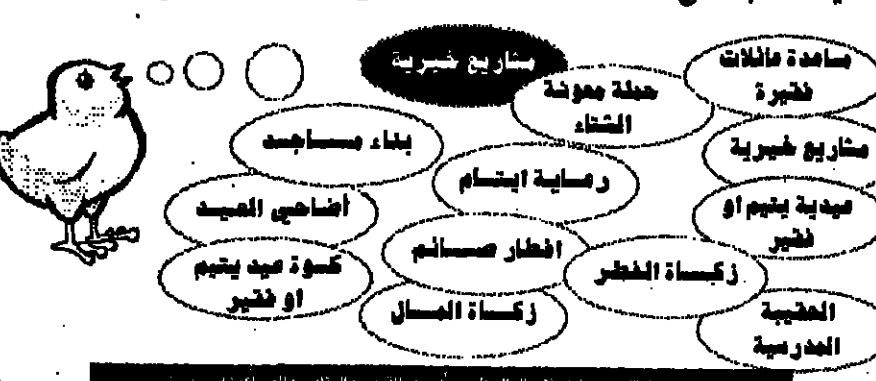 مشاريع خيرية
مساعدة عائلات
فقيرة
حملة معونة
الشتاء
بناء مساجد
مشاريع خيرية
رعاية ايتام
أضاحي العيد
عيدية يتيم او
فقير
افطار صائم
زكاة الفطر
كسوة عيد يتيم
او فقير
زكاة المال
الحقيبة
المدرسية